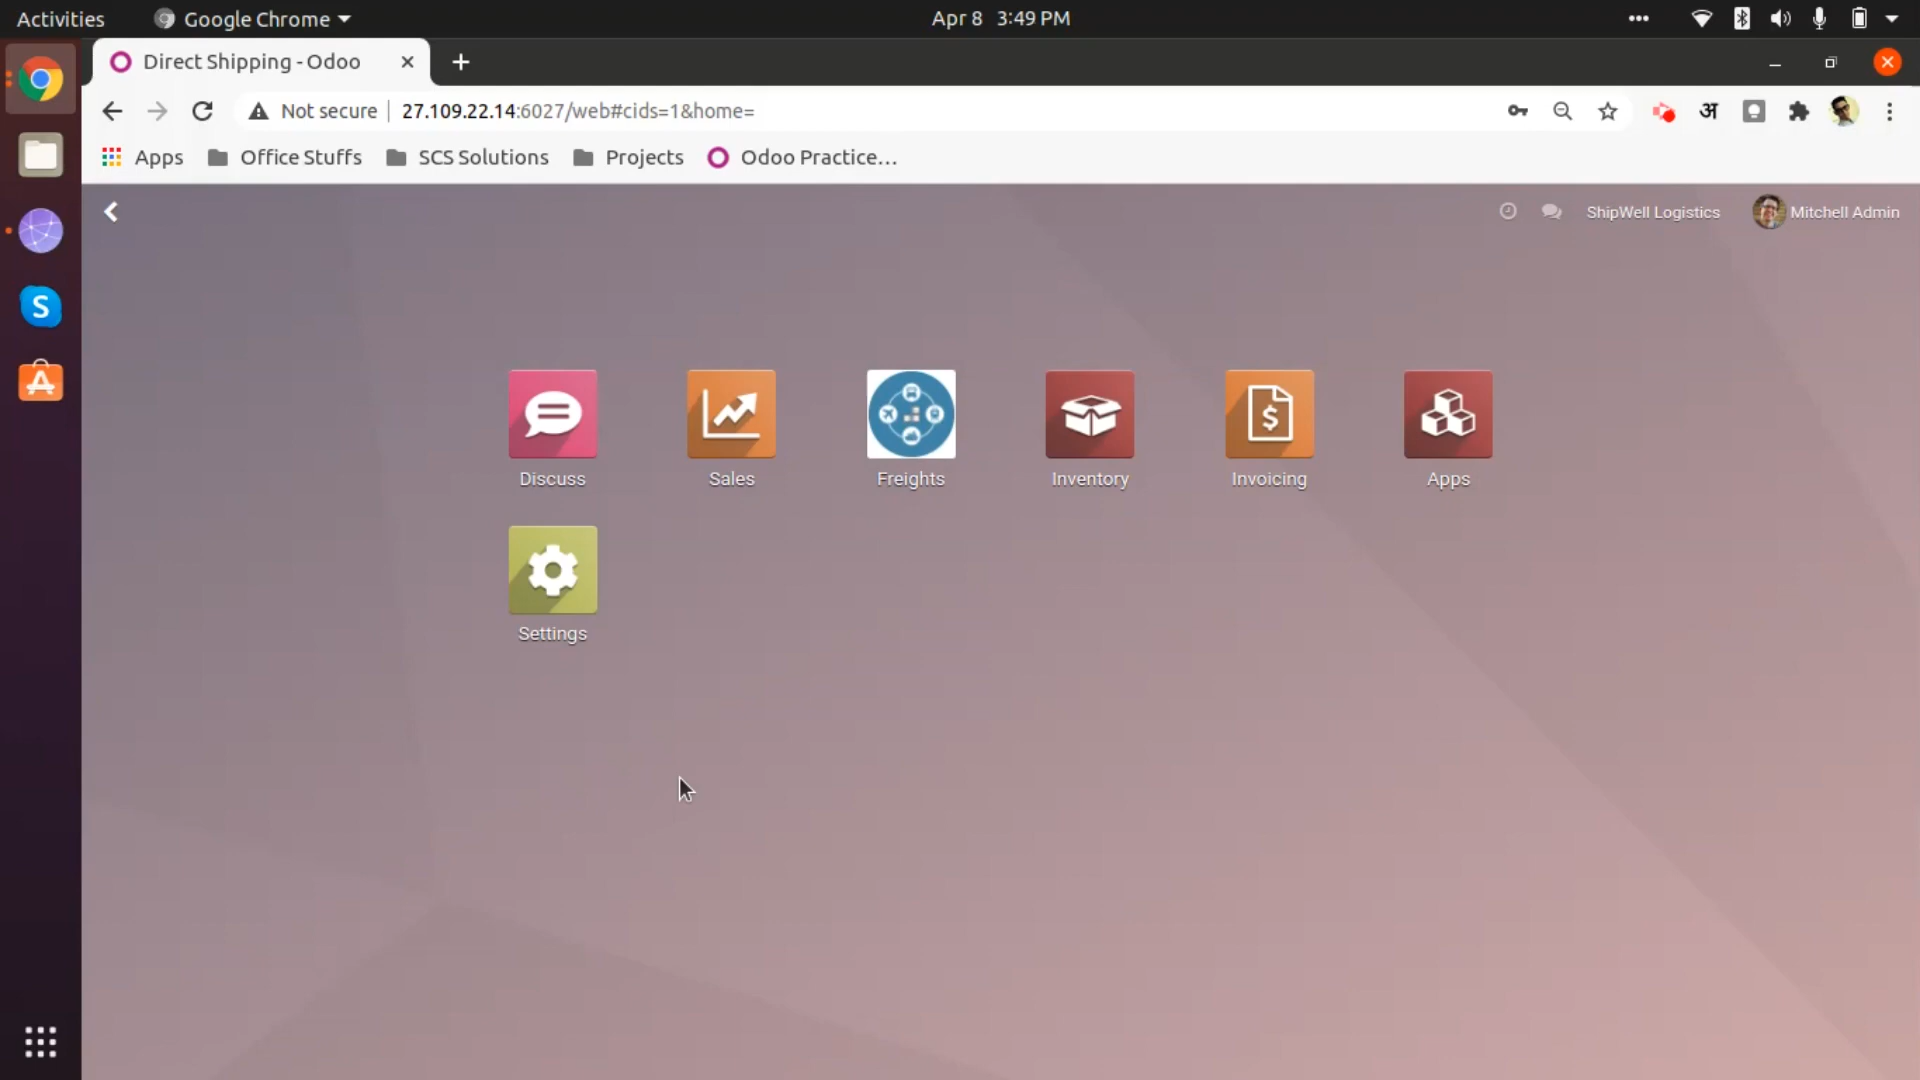 Activities Google Chrome Apr 8 3:49 PM
Direct Shipping - Odoo
Not secure 27.109.22.14:6027/web#cids=1&home= अ
Apps Office Stuffs SCS Solutions Projects Odoo Practice...
ShipWell Logistics Mitchell Admin
S
Discuss Sales Freights Inventory Invoicing Apps
Settings